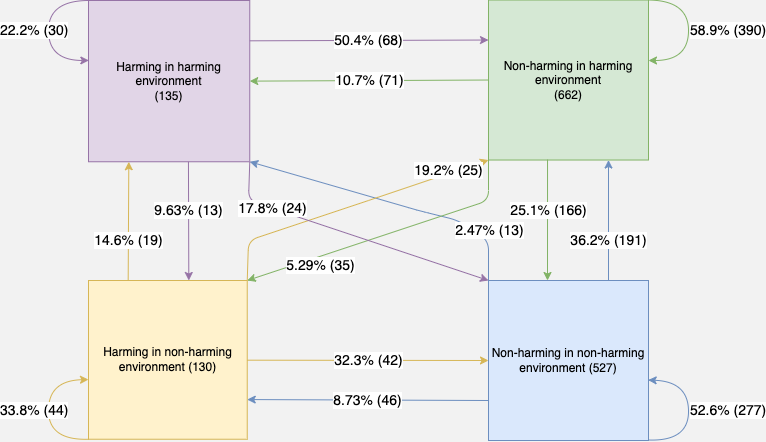 22.2% (30)
50.4% (68)
58.9% (390)
Harming in harming
environment
(135)
Non-harming in harming
environment
(662)
10.7% (71)
19.2% (25)
9.63% (13)
17.8% (24)
25.1% (166)
2.47% (13)
14.6% (19)
36.2% (191)
5.29% (35)
Harming in non-harming
environment (130)
32.3% (42)
Non-harming in non-harming
environment (527)
8.73% (46)
33.8% (44)
52.6% (277)